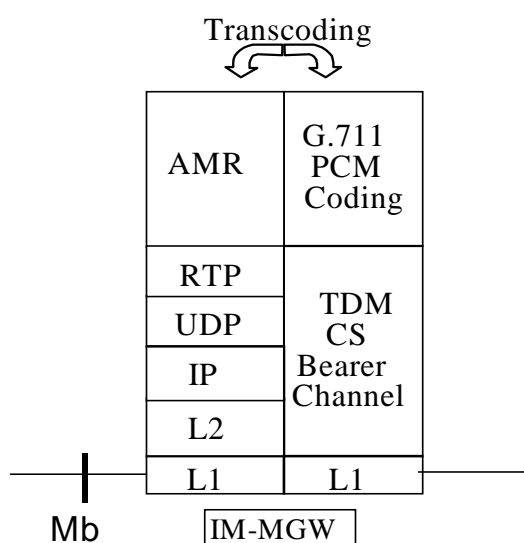 Transcoding
AMR
G.711
PCM
Coding
RTP
UDP
IP
L2
TDM
CS
Bearer
Channel
L1
L1
Mb
IM-MGW